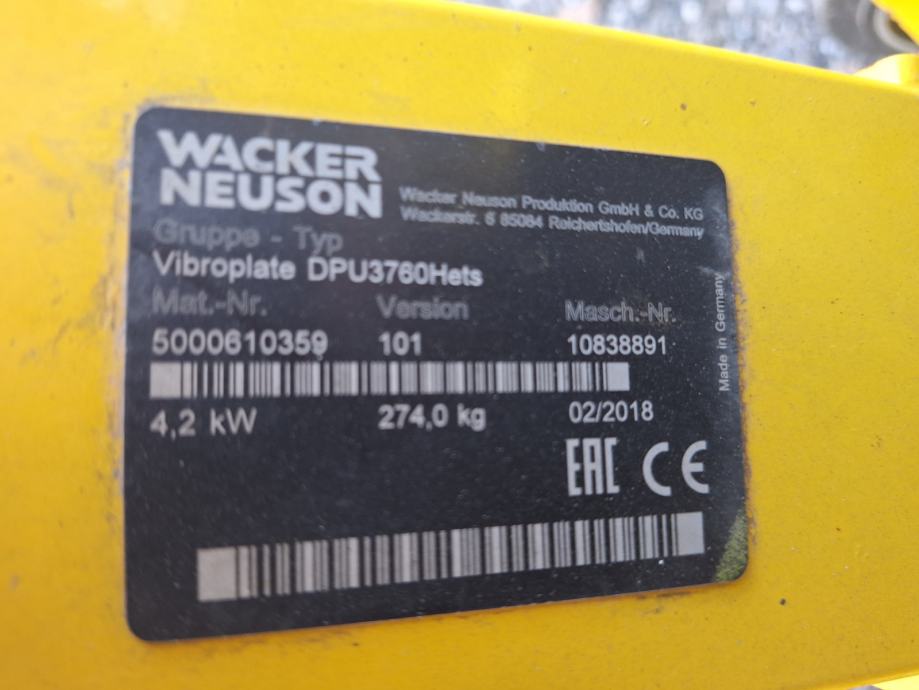 WACKER
NEUSON
Wacker Neuson Produktion GmbH & Co. KG
Wackerstr. 6 85084 Reichertshofen/Germany
Gruppe - Typ
Vibroplate DPU3760Hets
Mat.-Nr. Version Masch.-Nr.
5000610359 101 10838891
4,2 kW 274,0 kg 02/2018
EAC CE
Made in Germany